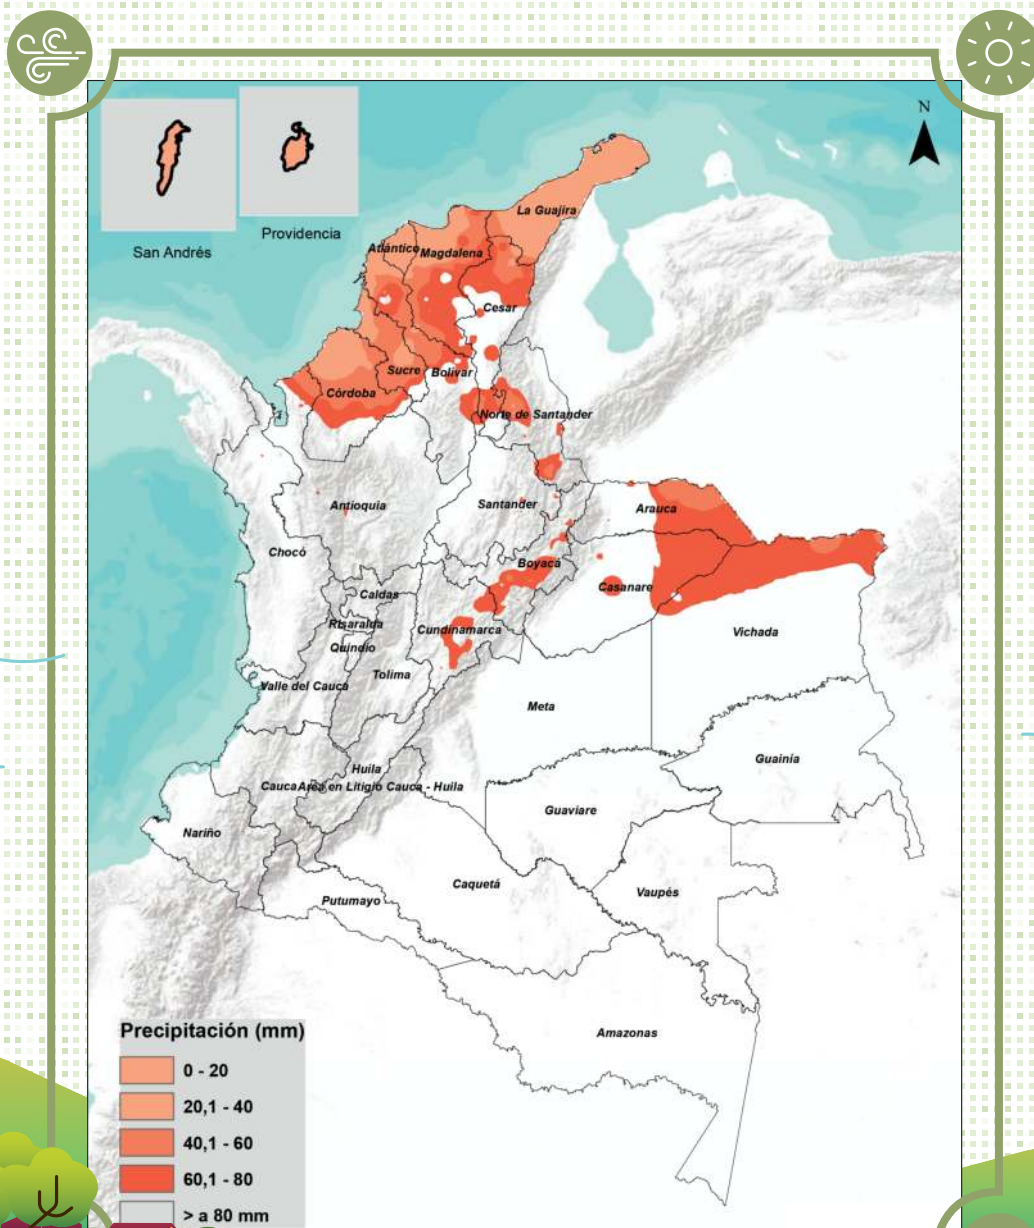 N
San Andrés
Providencia
La Guajira
Atlántico
Magdalena
Cesar
Sucre
Bolívar
Córdoba
Norte de Santander
Antioquia
Santander
Arauca
Chocó
Boyacá
Casanare
Caldas
Risaralda
Cundinamarca
Vichada
Quindío
Tolima
Valle del Cauca
Meta
Guainía
Huila
Cauca
Area en Litigio Cauca - Huila
Guaviare
Nariño
Caquetá
Vaupés
Putumayo
Amazonas
Precipitación (mm)
0 - 20
20,1 - 40
40,1 - 60
60,1 - 80
> a 80 mm